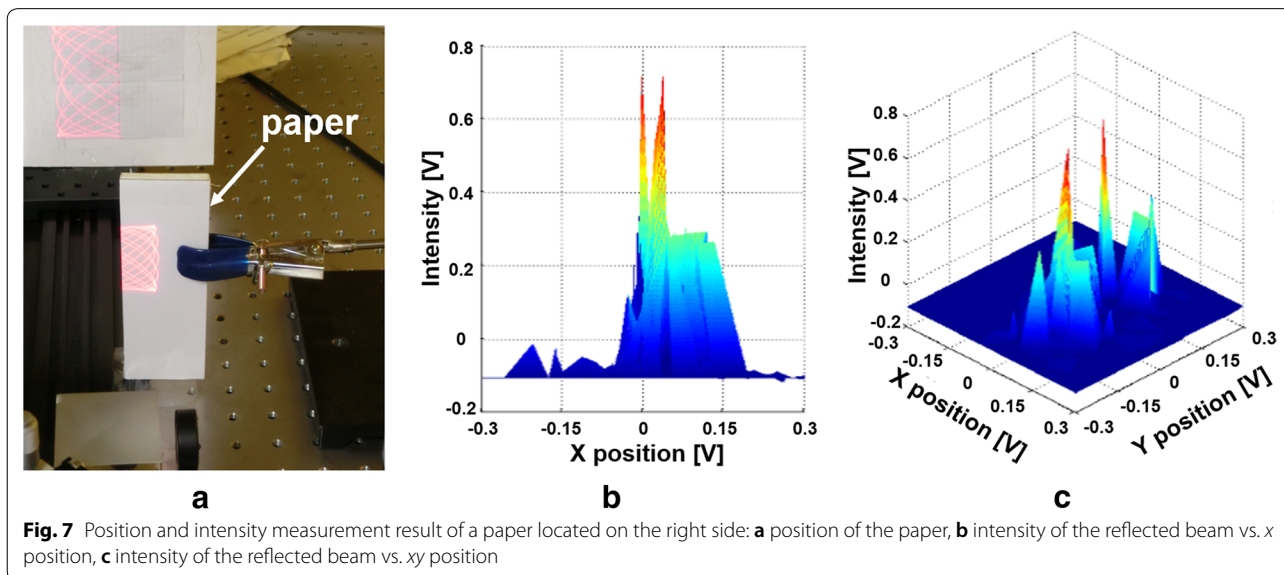 paper
0.8
0.6
0.4
0.2
0
-0.2
-0.3
-0.15
0
0.15
0.3
Intensity [V]
X position [V]
0.8
0.6
0.4
0.2
0
-0.2
-0.3
-0.15
0
0.15
0.3
-0.3
-0.15
0
0.15
0.3
Intensity [V]
X position [V]
Y position [V]
a
b
c
Fig. 7 Position and intensity measurement result of a paper located on the right side: a position of the paper, b intensity of the reflected beam vs. x
position, c intensity of the reflected beam vs. xy position